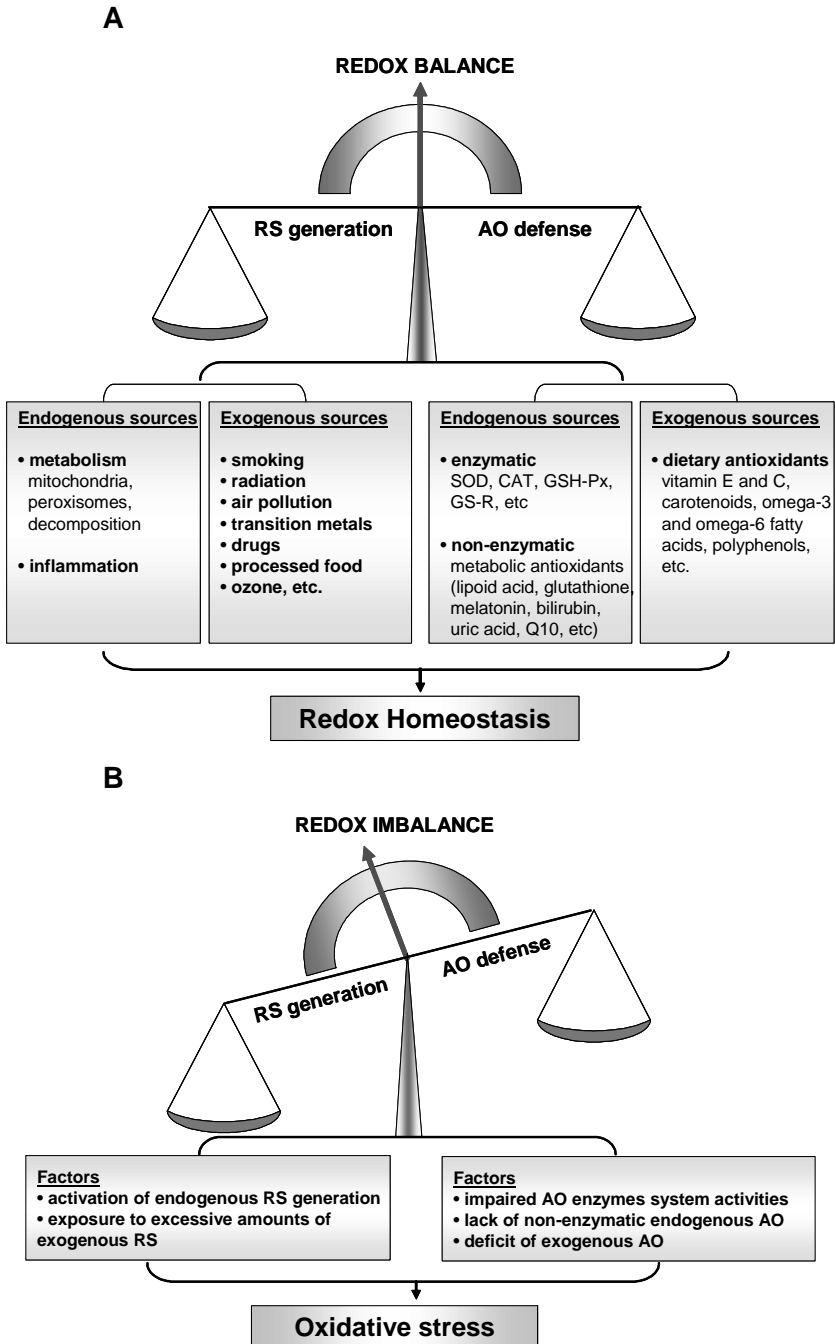 A
REDOX BALANCE
RS generation
AO defense
Endogenous sources
• metabolism
mitochondria,
peroxisomes,
decomposition
• inflammation
Exogenous sources
• smoking
• radiation
• air pollution
• transition metals
• drugs
• processed food
• ozone, etc.
Endogenous sources
• enzymatic
SOD, CAT, GSH-Px,
GS-R, etc
• non-enzymatic
metabolic antioxidants
(lipoid acid, glutathione,
melatonin, bilirubin,
uric acid, Q10, etc)
Exogenous sources
• dietary antioxidants
vitamin E and C,
carotenoids, omega-3
and omega-6 fatty
acids, polyphenols,
etc.
Redox Homeostasis
B
REDOX IMBALANCE
RS generation
AO defense
Factors
• activation of endogenous RS generation
• exposure to excessive amounts of
exogenous RS
Factors
• impaired AO enzymes system activities
• lack of non-enzymatic endogenous AO
• deficit of exogenous AO
Oxidative stress